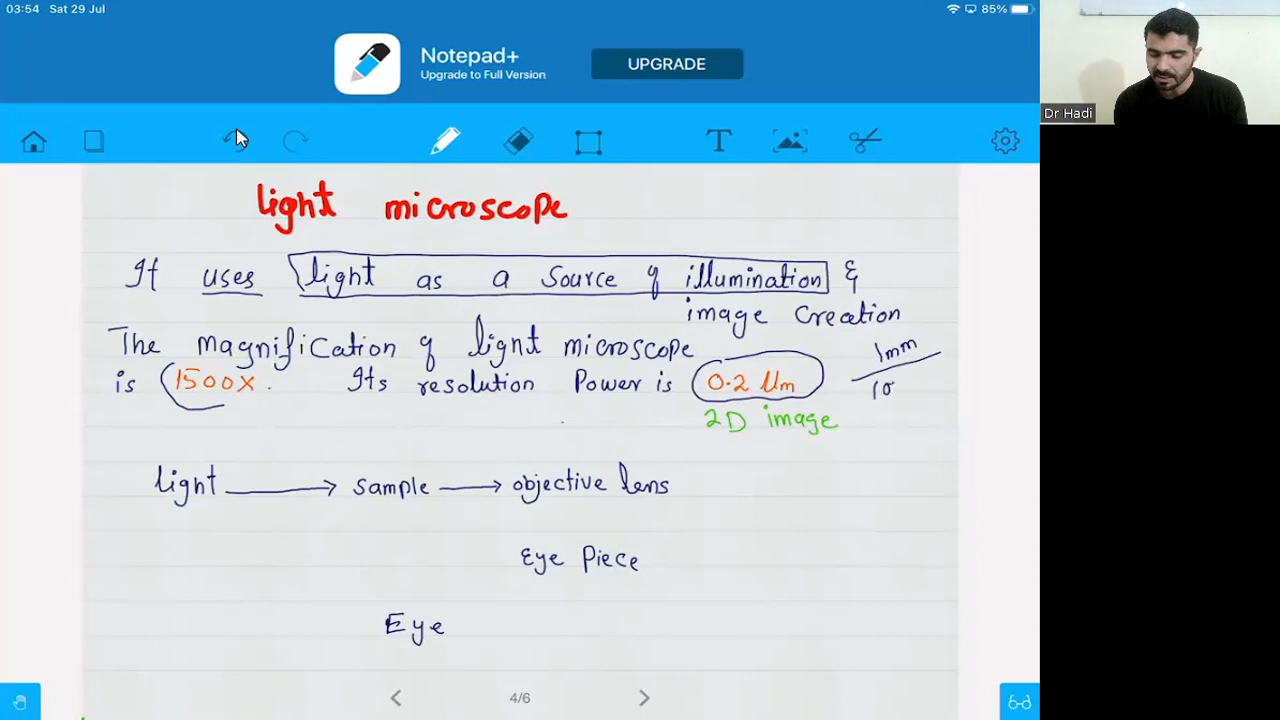 03:54 Sat 29 Jul
85%
Notepad+
Upgrade to Full Version
UPGRADE
Dr Hadi
T
light microscope
It uses light as a source of illumination &
image creation
The magnification of light microscope
is 1500X. Its resolution Power is 0.2 Um
1mm
10
2D image
light → sample → objective lens
Eye Piece
Eye
4/6